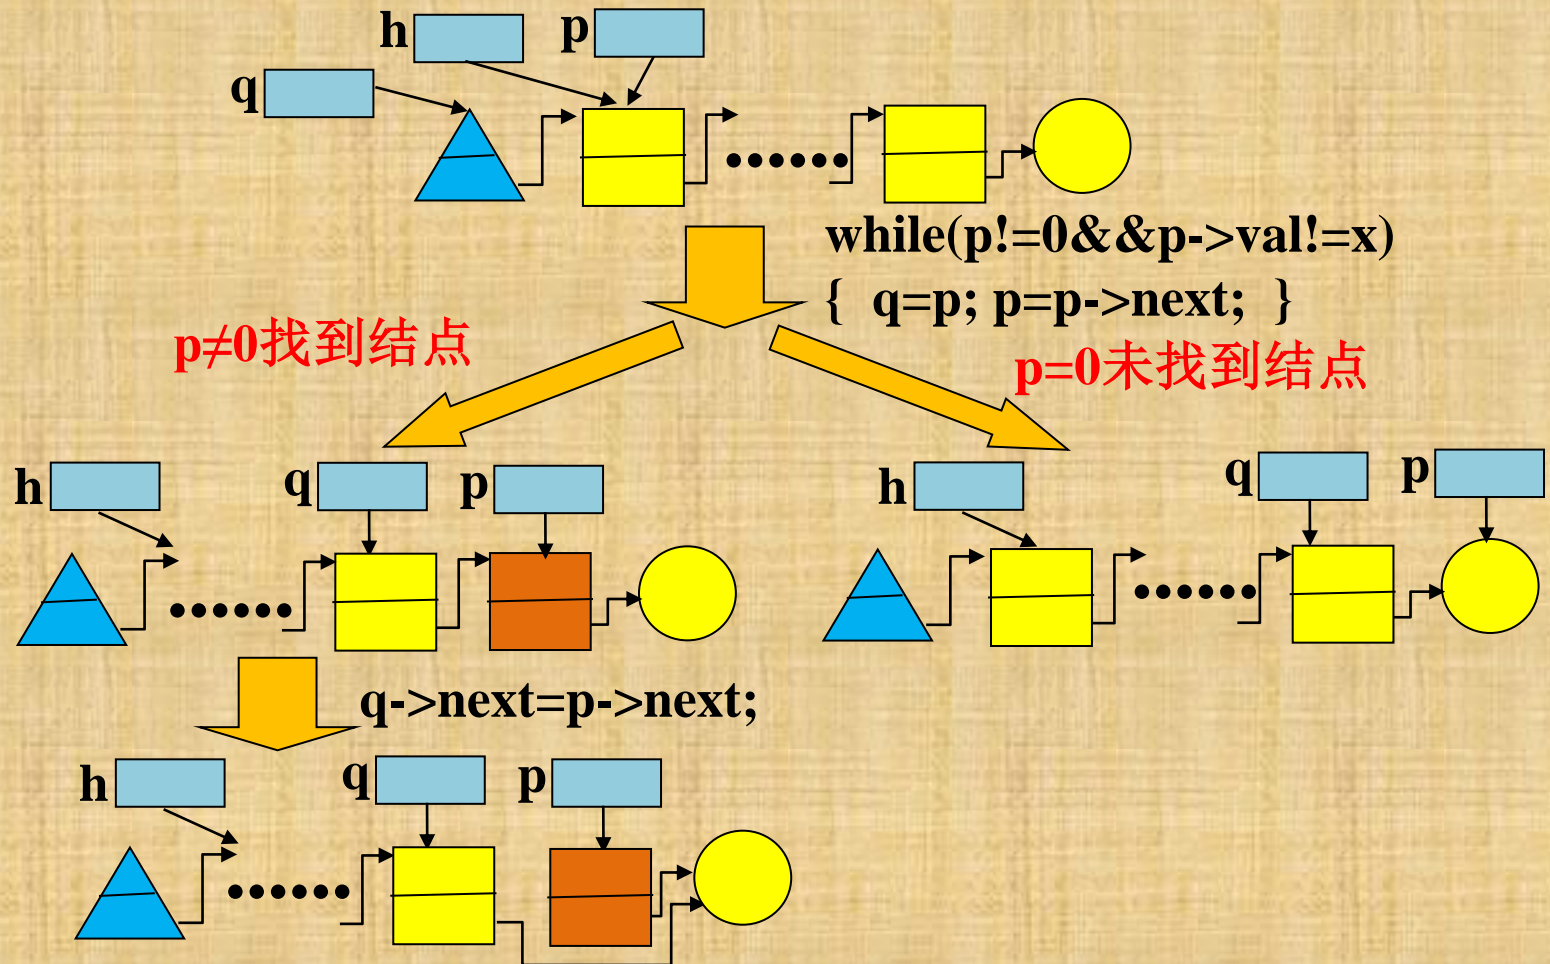 h
p
q
while(p!=0&&p->val!=x)
{ q=p; p=p->next; }
p≠0找到结点
p=0未找到结点
h
q
p
h
q
p
q->next=p->next;
h
q
p